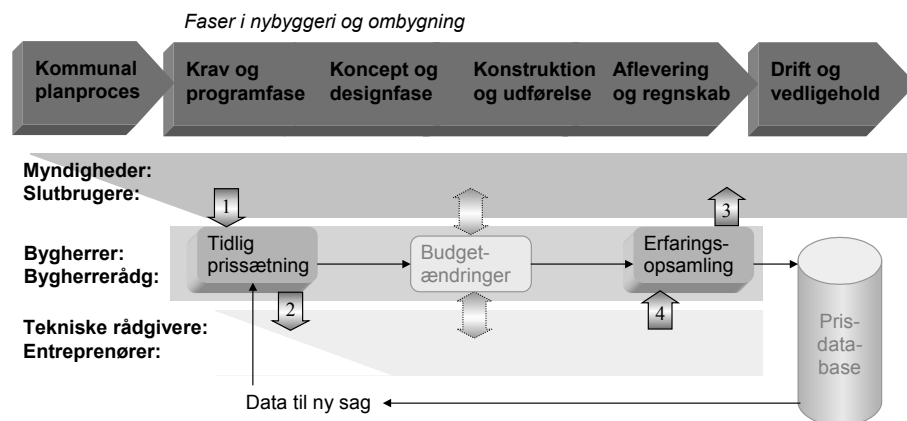 Faser i nybyggeri og ombygning
Kommunal
planproces
Krav og
programfase
Koncept og
designfase
Konstruktion
og udførelse
Aflevering
og regnskab
Drift og
vedligehold
Myndigheder:
Slutbrugere:
1
3
Bygherrer:
Bygherrerådg:
Tidlig
prissætning
Budget-
ændringer
Erfarings-
opsamling
2
4
Tekniske rådgivere:
Entreprenører:
Pris-
data-
base
Data til ny sag